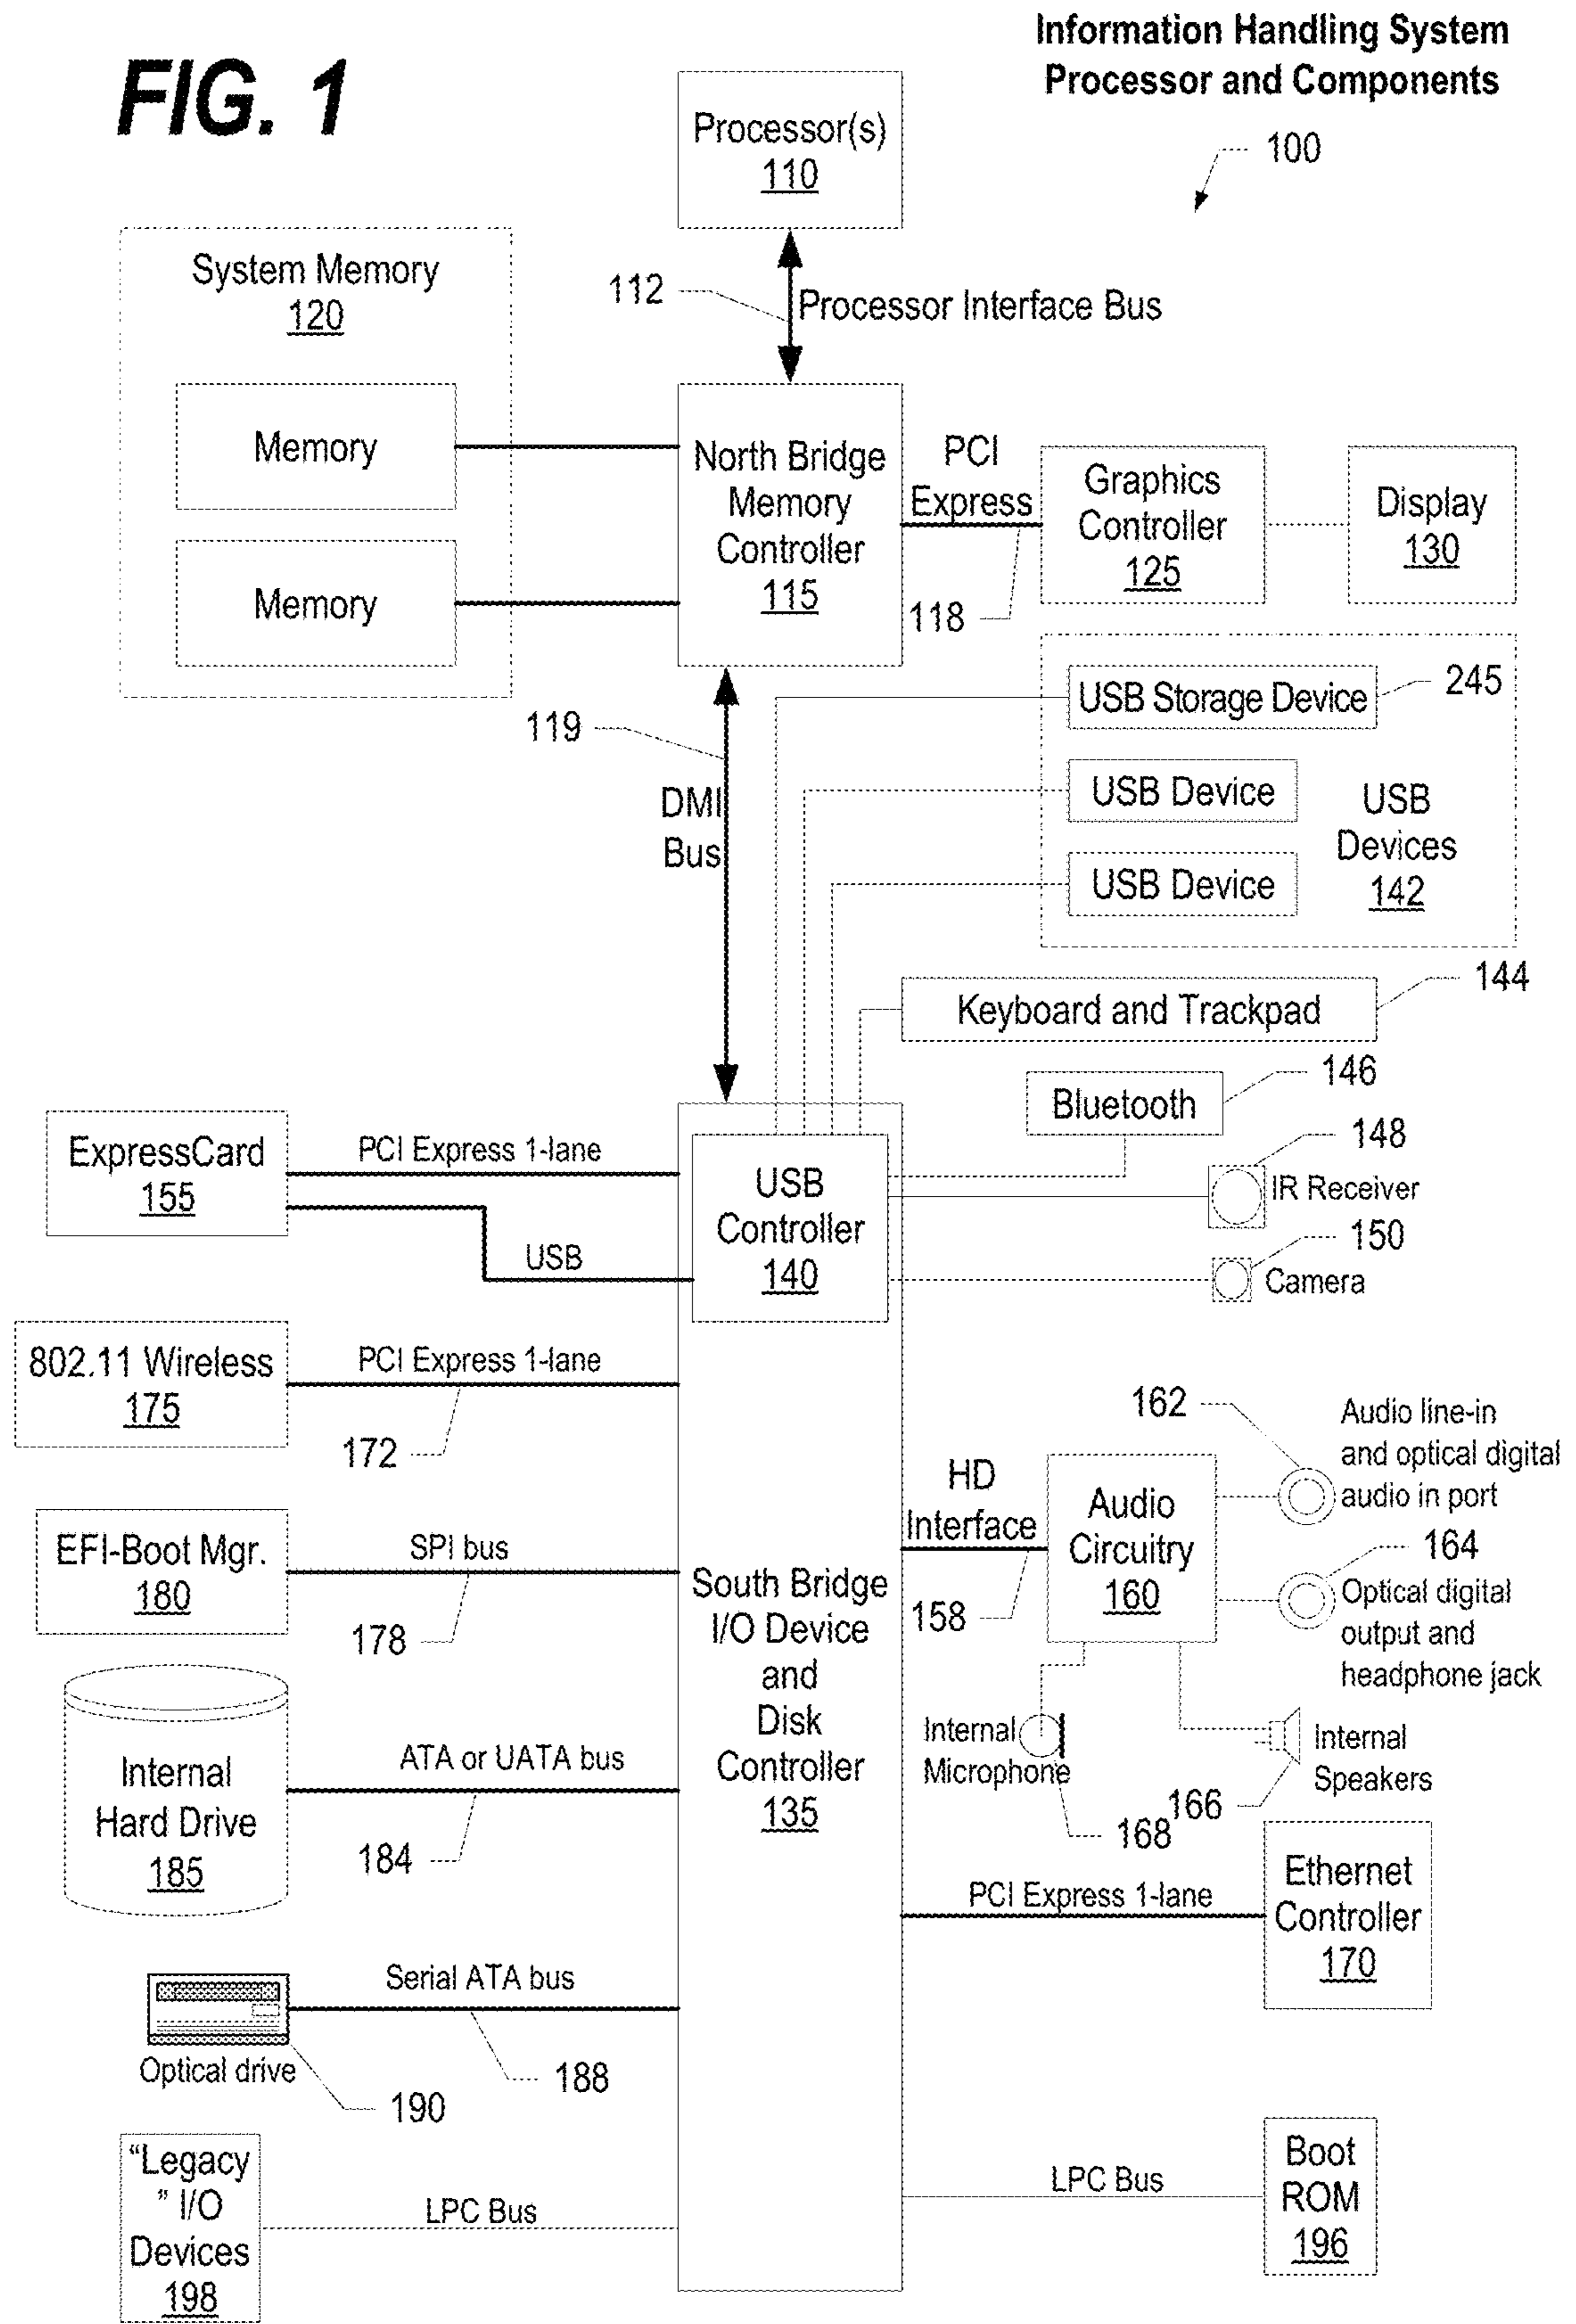 FIG. 1
Information Handling System
Processor and Components
100
Processor(s)
110
System Memory
120
112
Processor Interface Bus
Memory
Memory
North Bridge
Memory
Controller
115
PCI
Express
118
Graphics
Controller
125
Display
130
119
DMI
Bus
USB Storage Device
245
USB Device
USB Device
USB
Devices
142
Keyboard and Trackpad
144
Bluetooth
146
148
IR Receiver
150
Camera
ExpressCard
155
PCI Express 1-lane
USB
USB
Controller
140
802.11 Wireless
175
PCI Express 1-lane
172
EFI-Boot Mgr.
180
SPI bus
178
South Bridge
I/O Device
and
Disk
Controller
135
HD
Interface
158
Audio
Circuitry
160
162
Audio line-in
and optical digital
audio in port
164
Optical digital
output and
headphone jack
Internal
Microphone
168
166
Internal
Speakers
Internal
Hard Drive
185
ATA or UATA bus
184
PCI Express 1-lane
Ethernet
Controller
170
Serial ATA bus
188
Optical drive
190
“Legacy
” I/O
Devices
198
LPC Bus
LPC Bus
Boot
ROM
196